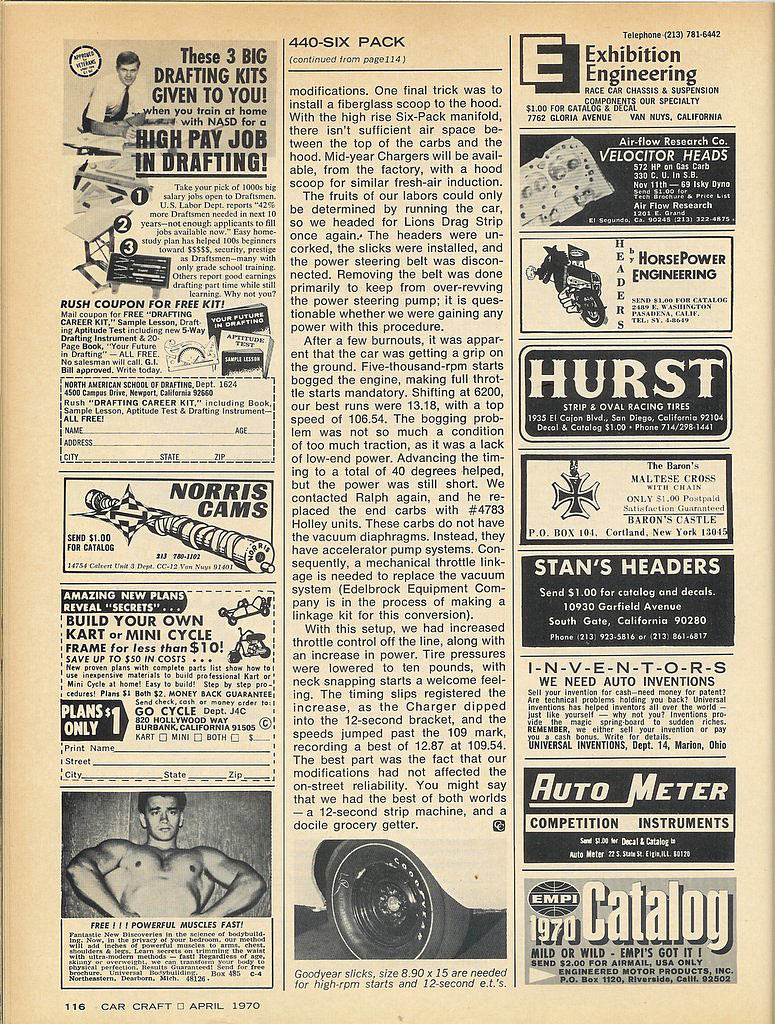 APPROVED
VETERANS
These 3 BIG
DRAFTING KITS
GIVEN TO YOU!
...when you train at home
with NASD for a
HIGH PAY JOB
IN DRAFTING!
1
2
3
Take your pick of 1000s big
salary jobs open to Draftsmen.
U.S. Labor Dept. reports "42%
more Draftsmen needed in next 10
years—not enough applicants to fill
jobs available now." Easy home-
study plan has helped 100s beginners
toward $$$$$, security, prestige
as Draftsmen—many with
only grade school training.
Others report good earnings
drafting part time while still
learning. Why not you?
RUSH COUPON FOR FREE KIT!
Mail coupon for FREE "DRAFTING
CAREER KIT," Sample Lesson, Draft-
ing Aptitude Test including new 5-Way
Drafting Instrument & 20-
Page Book, "Your Future
in Drafting" — ALL FREE.
No salesman will call. G.I.
Bill approved. Write today.
YOUR FUTURE
IN DRAFTING
APTITUDE
TEST
SAMPLE LESSON
NORTH AMERICAN SCHOOL OF DRAFTING, Dept. 1624
4500 Campus Drive, Newport, California 92660
Rush "DRAFTING CAREER KIT," including Book,
Sample Lesson, Aptitude Test & Drafting Instrument—
ALL FREE!
NAME AGE
ADDRESS
CITY STATE ZIP
NORRIS
CAMS
SEND $1.00
FOR CATALOG
NORRIS
213 780-1102
14754 Calvert Unit 3 Dept. CC-12 Van Nuys 91401
AMAZING NEW PLANS
REVEAL "SECRETS"...
BUILD YOUR OWN
KART or MINI CYCLE
FRAME for less than $10!
SAVE UP TO $50 IN COSTS ...
New proven plans with complete parts list show how to
use inexpensive materials to build professional Kart or
Mini Cycle at home! Easy to build! Step by step pro-
cedures! Plans $1 Both $2. MONEY BACK GUARANTEE
PLANS $1
ONLY
Send check, cash or money order to:
GO CYCLE Dept. J4C
820 HOLLYWOOD WAY
BURBANK, CALIFORNIA 91505 ©
KART □ MINI □ BOTH □ $
Print Name
Street
City State Zip
FREE ! ! ! POWERFUL MUSCLES FAST!
Fantastic New Discoveries in the science of bodybuild-
ing. Now, in the privacy of your bedroom, our method
will add inches of powerful muscles to arms, chest,
shoulders & legs. Learn secrets on trimming the waist
with ultra-modern methods — fast! Regardless of age,
skinny or overweight, we can transform your body to
physical perfection. Results Guaranteed! Send for free
brochure. Universal Bodybuilding, Box 485 C-4
Northeastern, Dearborn, Mich. 48126.
116 CAR CRAFT □ APRIL 1970
440-SIX PACK
(continued from page114)
modifications. One final trick was to
install a fiberglass scoop to the hood.
With the high rise Six-Pack manifold,
there isn't sufficient air space be-
tween the top of the carbs and the
hood. Mid-year Chargers will be avail-
able, from the factory, with a hood
scoop for similar fresh-air induction.
The fruits of our labors could only
be determined by running the car,
so we headed for Lions Drag Strip
once again. The headers were un-
corked, the slicks were installed, and
the power steering belt was discon-
nected. Removing the belt was done
primarily to keep from over-revving
the power steering pump; it is ques-
tionable whether we were gaining any
power with this procedure.
After a few burnouts, it was appar-
ent that the car was getting a grip on
the ground. Five-thousand-rpm starts
bogged the engine, making full throt-
tle starts mandatory. Shifting at 6200,
our best runs were 13.18, with a top
speed of 106.54. The bogging prob-
lem was not so much a condition
of too much traction, as it was a lack
of low-end power. Advancing the tim-
ing to a total of 40 degrees helped,
but the power was still short. We
contacted Ralph again, and he re-
placed the end carbs with #4783
Holley units. These carbs do not have
the vacuum diaphragms. Instead, they
have accelerator pump systems. Con-
sequently, a mechanical throttle link-
age is needed to replace the vacuum
system (Edelbrock Equipment Com-
pany is in the process of making a
linkage kit for this conversion).
With this setup, we had increased
throttle control off the line, along with
an increase in power. Tire pressures
were lowered to ten pounds, with
neck snapping starts a welcome feel-
ing. The timing slips registered the
increase, as the Charger dipped
into the 12-second bracket, and the
speeds jumped past the 109 mark,
recording a best of 12.87 at 109.54.
The best part was the fact that our
modifications had not affected the
on-street reliability. You might say
that we had the best of both worlds
— a 12-second strip machine, and a
docile grocery getter.
GOODYEAR
Goodyear slicks, size 8.90 x 15 are needed
for high-rpm starts and 12-second e.t.'s.
Telephone (213) 781-6442
E
Exhibition
Engineering
RACE CAR CHASSIS & SUSPENSION
COMPONENTS OUR SPECIALTY
$1.00 FOR CATALOG & DECAL
7762 GLORIA AVENUE VAN NUYS, CALIFORNIA
Air-flow Research Co.
VELOCITOR HEADS
572 HP on Gas Carb
330 C. U. In S.B.
Nov 11th — 69 Isky Dyno
Send $1.00 for
Tech Brochure & Price List
Air Flow Research
1201 E. Grand
El Segundo, Ca. 90245 (213) 322-4875
HEADERS
by HORSEPOWER
ENGINEERING
SEND $1.00 FOR CATALOG
2489 E. WASHINGTON
PASADENA, CALIF.
TEL: SY. 4-8649
HURST
STRIP & OVAL RACING TIRES
1935 El Cajon Blvd., San Diego, California 92104
Decal & Catalog $1.00 • Phone 714/298-1441
The Baron's
MALTESE CROSS
WITH CHAIN
ONLY $1.00 Postpaid
Satisfaction Guaranteed
BARON'S CASTLE
P.O. BOX 104, Cortland, New York 13045
STAN'S HEADERS
Send $1.00 for catalog and decals.
10930 Garfield Avenue
South Gate, California 90280
Phone (213) 923-5816 or (213) 861-6817
I-N-V-E-N-T-O-R-S
WE NEED AUTO INVENTIONS
Sell your invention for cash—need money for patent?
Are technical problems holding you back? Universal
Inventions has helped inventors all over the world —
just like yourself — why not you? Inventions pro-
vide the magic spring-board to sudden riches.
REMEMBER, we either sell your invention or pay
you a cash bonus. Write for details.
UNIVERSAL INVENTIONS, Dept. 14, Marion, Ohio
AUTO METER
COMPETITION INSTRUMENTS
Send $1.00 for Decal & Catalog to
Auto Meter 22 S. State St. Elgin, ILL. 60120
EMPI
1970 Catalog
MILD OR WILD - EMPI'S GOT IT!
SEND $2.00 FOR AIRMAIL, USA ONLY
ENGINEERED MOTOR PRODUCTS, INC.
P.O. Box 1120, Riverside, Calif. 92502